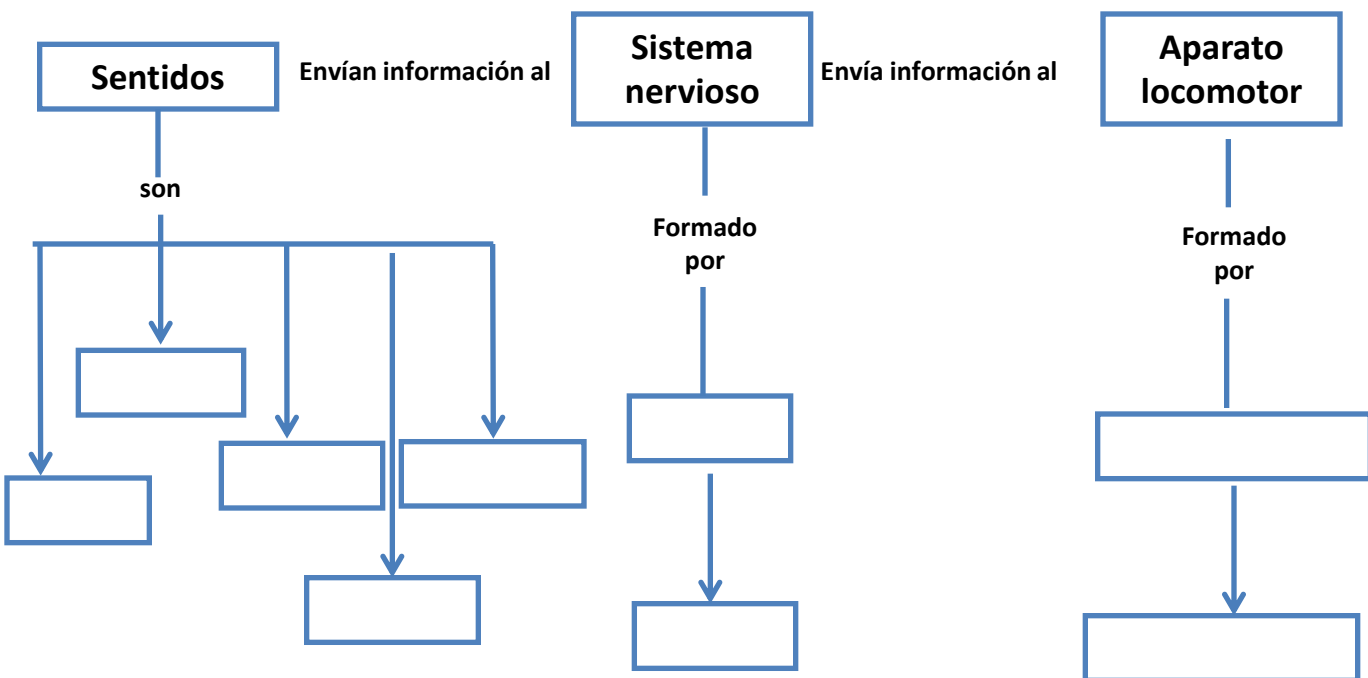 Sentidos
Envían información al
Sistema
nervioso
Envía información al
Aparato
locomotor
son
Formado
por
Formado
por